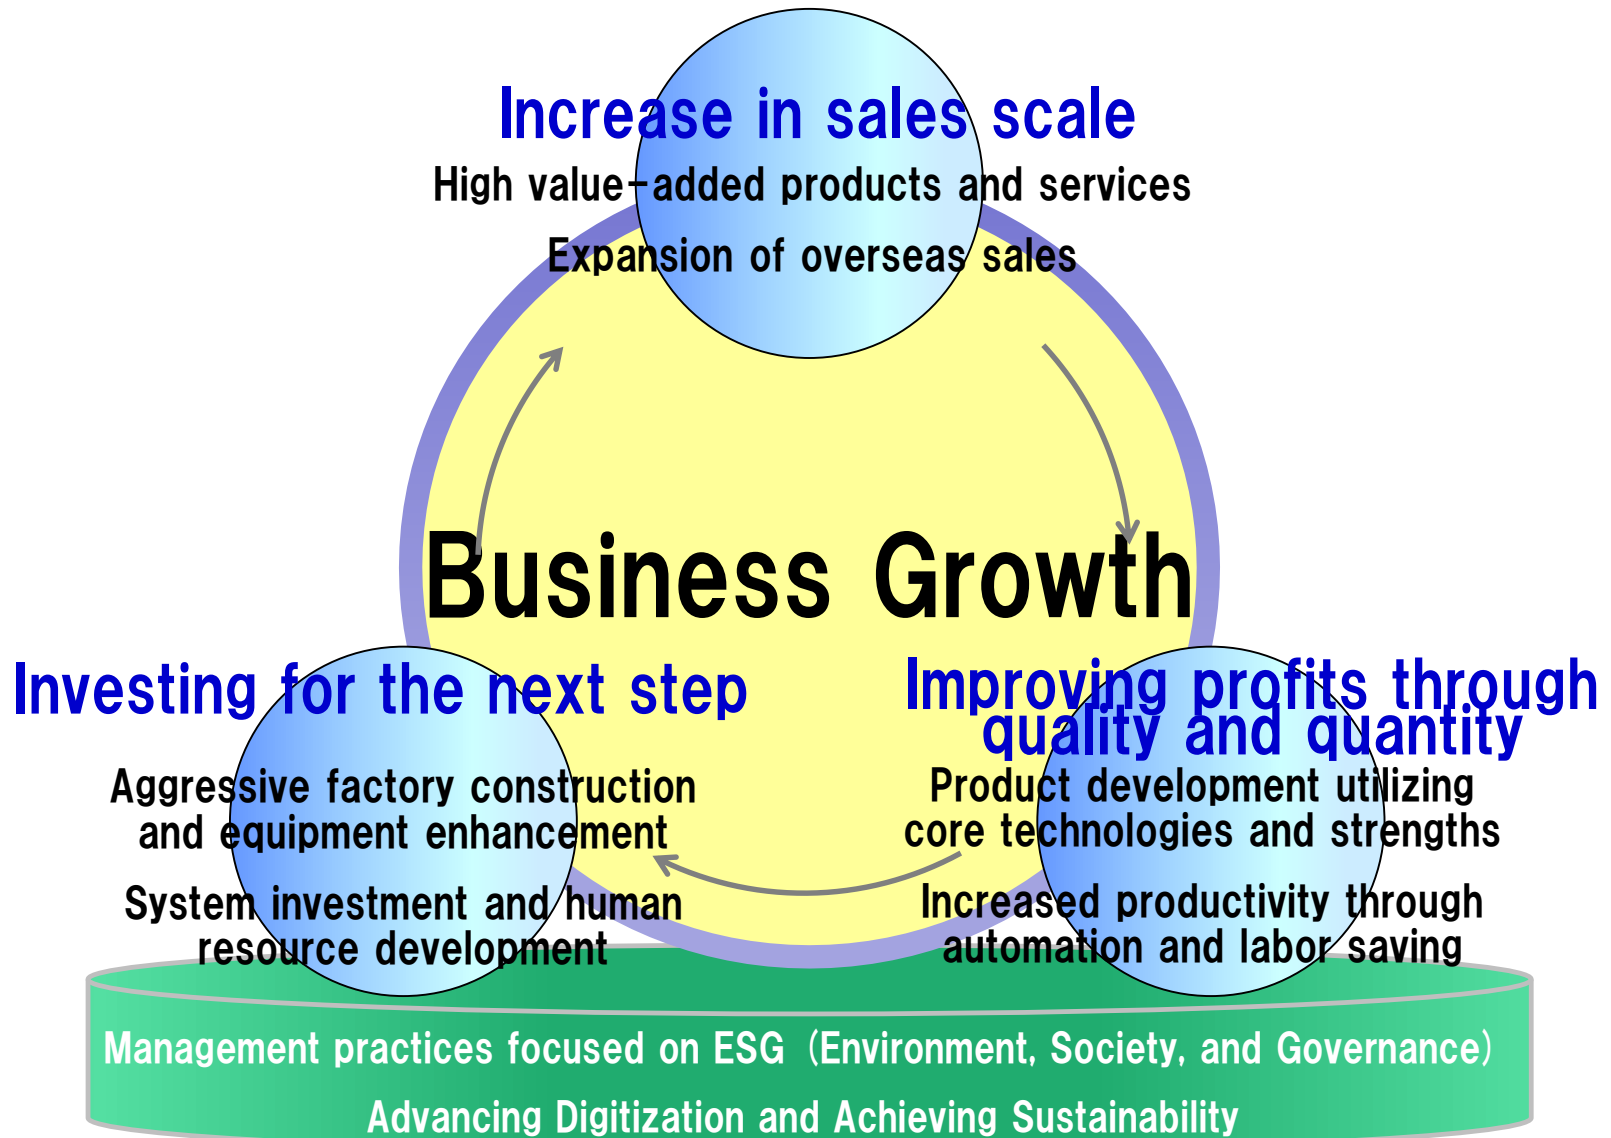 Increase in sales scale
High value-added products and services
Expansion of overseas sales
Business Growth
Investing for the next step
Aggressive factory construction
and equipment enhancement
System investment and human
resource development
Improving profits through
quality and quantity
Product development utilizing
core technologies and strengths
Increased productivity through
automation and labor saving
Management practices focused on ESG (Environment, Society, and Governance)
Advancing Digitization and Achieving Sustainability